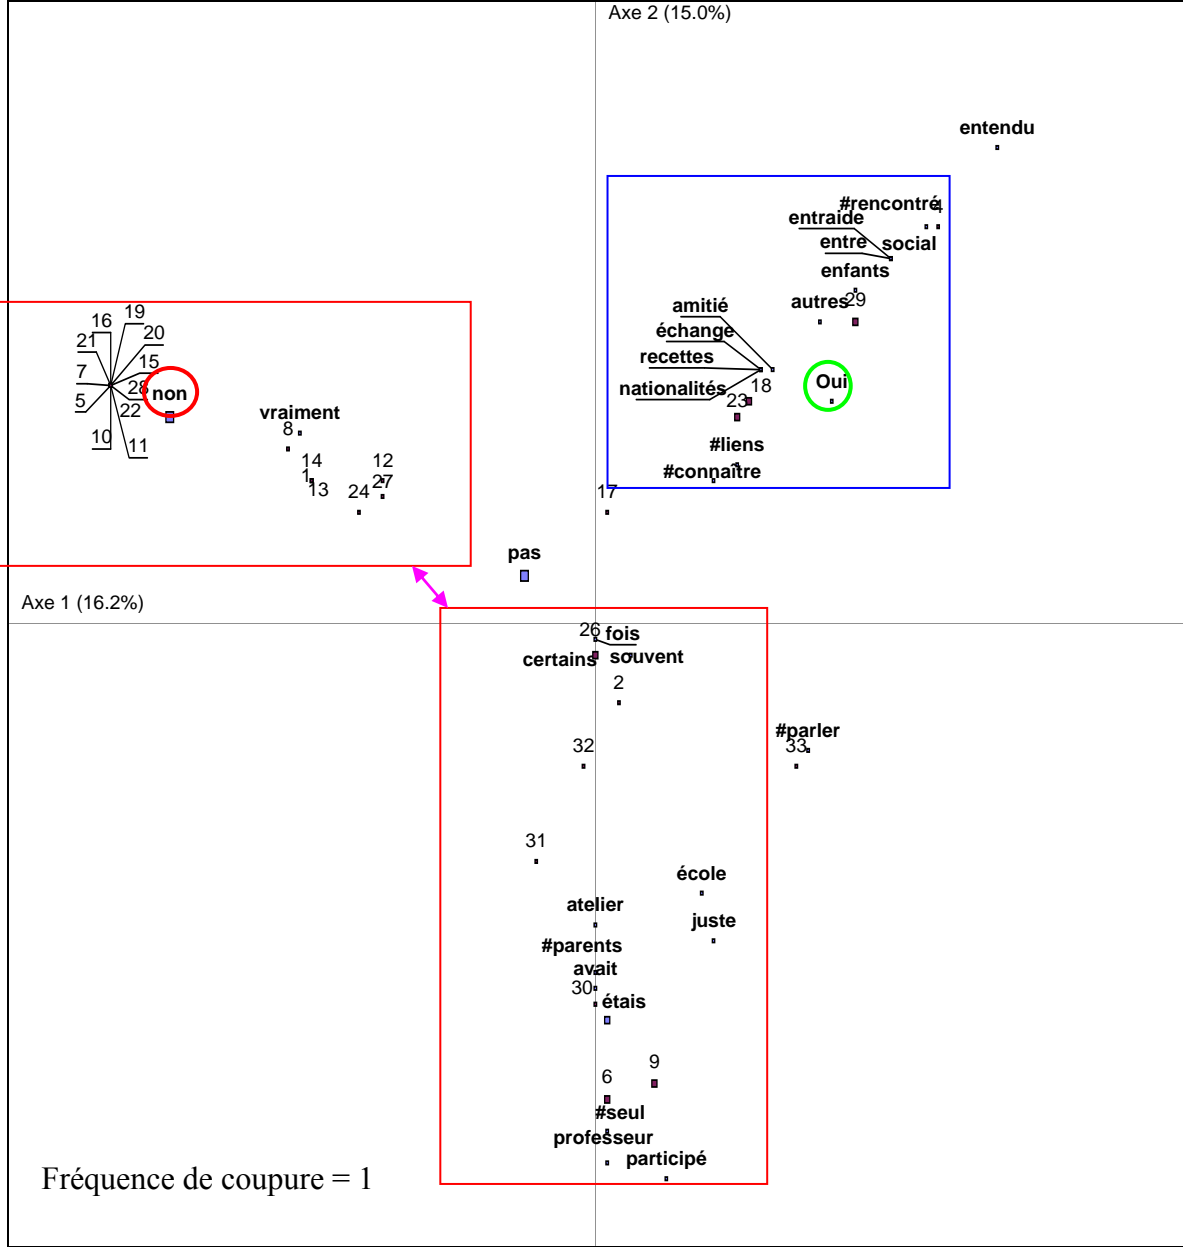 Axe 2 (15.0%)
entendu
#rencontré
4
entraide
entre social
enfants
autres
29
amitié
échange
recettes
nationalités
18
23
Oui
#liens
#connaître
16
19
21
20
7
15
28
non
5
22
10
11
vraiment
8
14
12
1
13
27
24
17
pas
Axe 1 (16.2%)
26 fois
certains souvent
2
32
#parler
33
31
école
atelier
juste
#parents
avait
30
étais
9
6
#seul
professeur
participé
Fréquence de coupure = 1